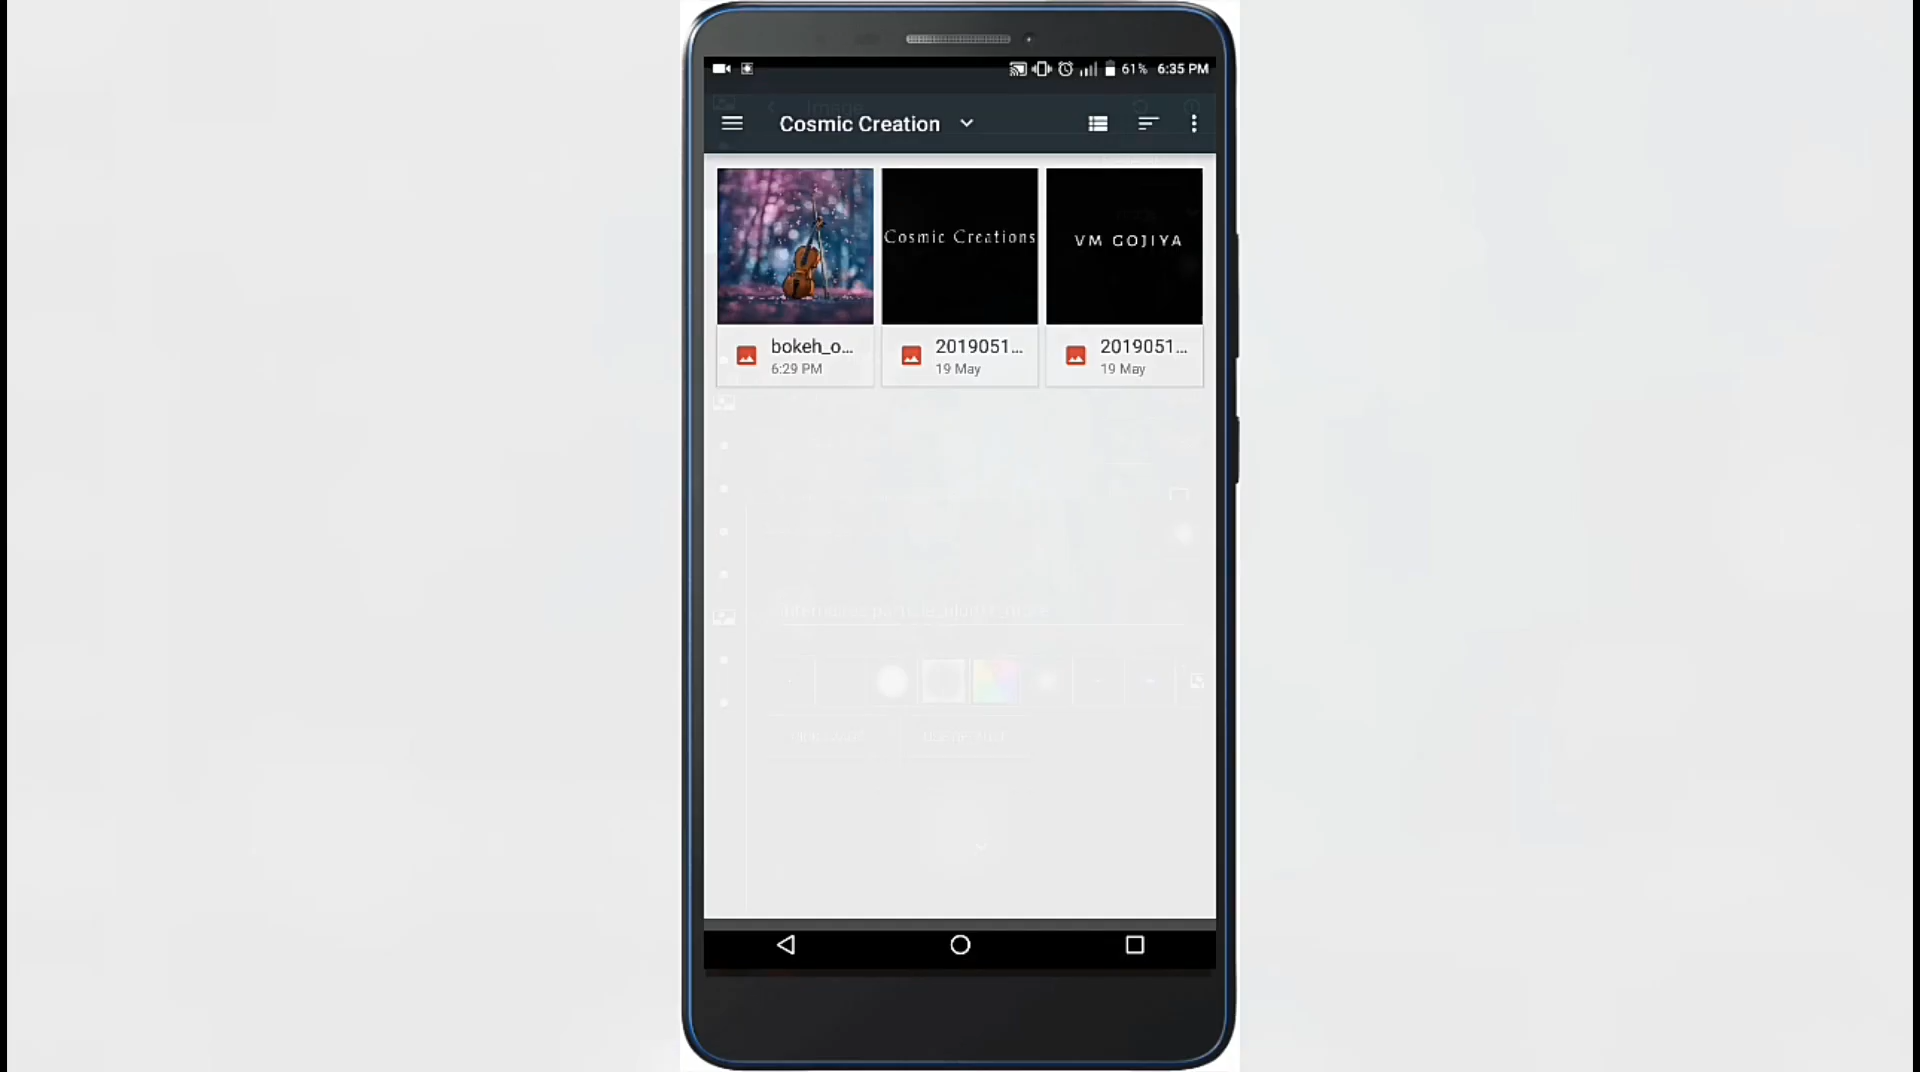 61% 6:35 PM
Image
Cosmic Creation
Cosmic Creations
VM GOJIYA
bokeh_o...
6:29 PM
2019051...
19 May
2019051...
19 May